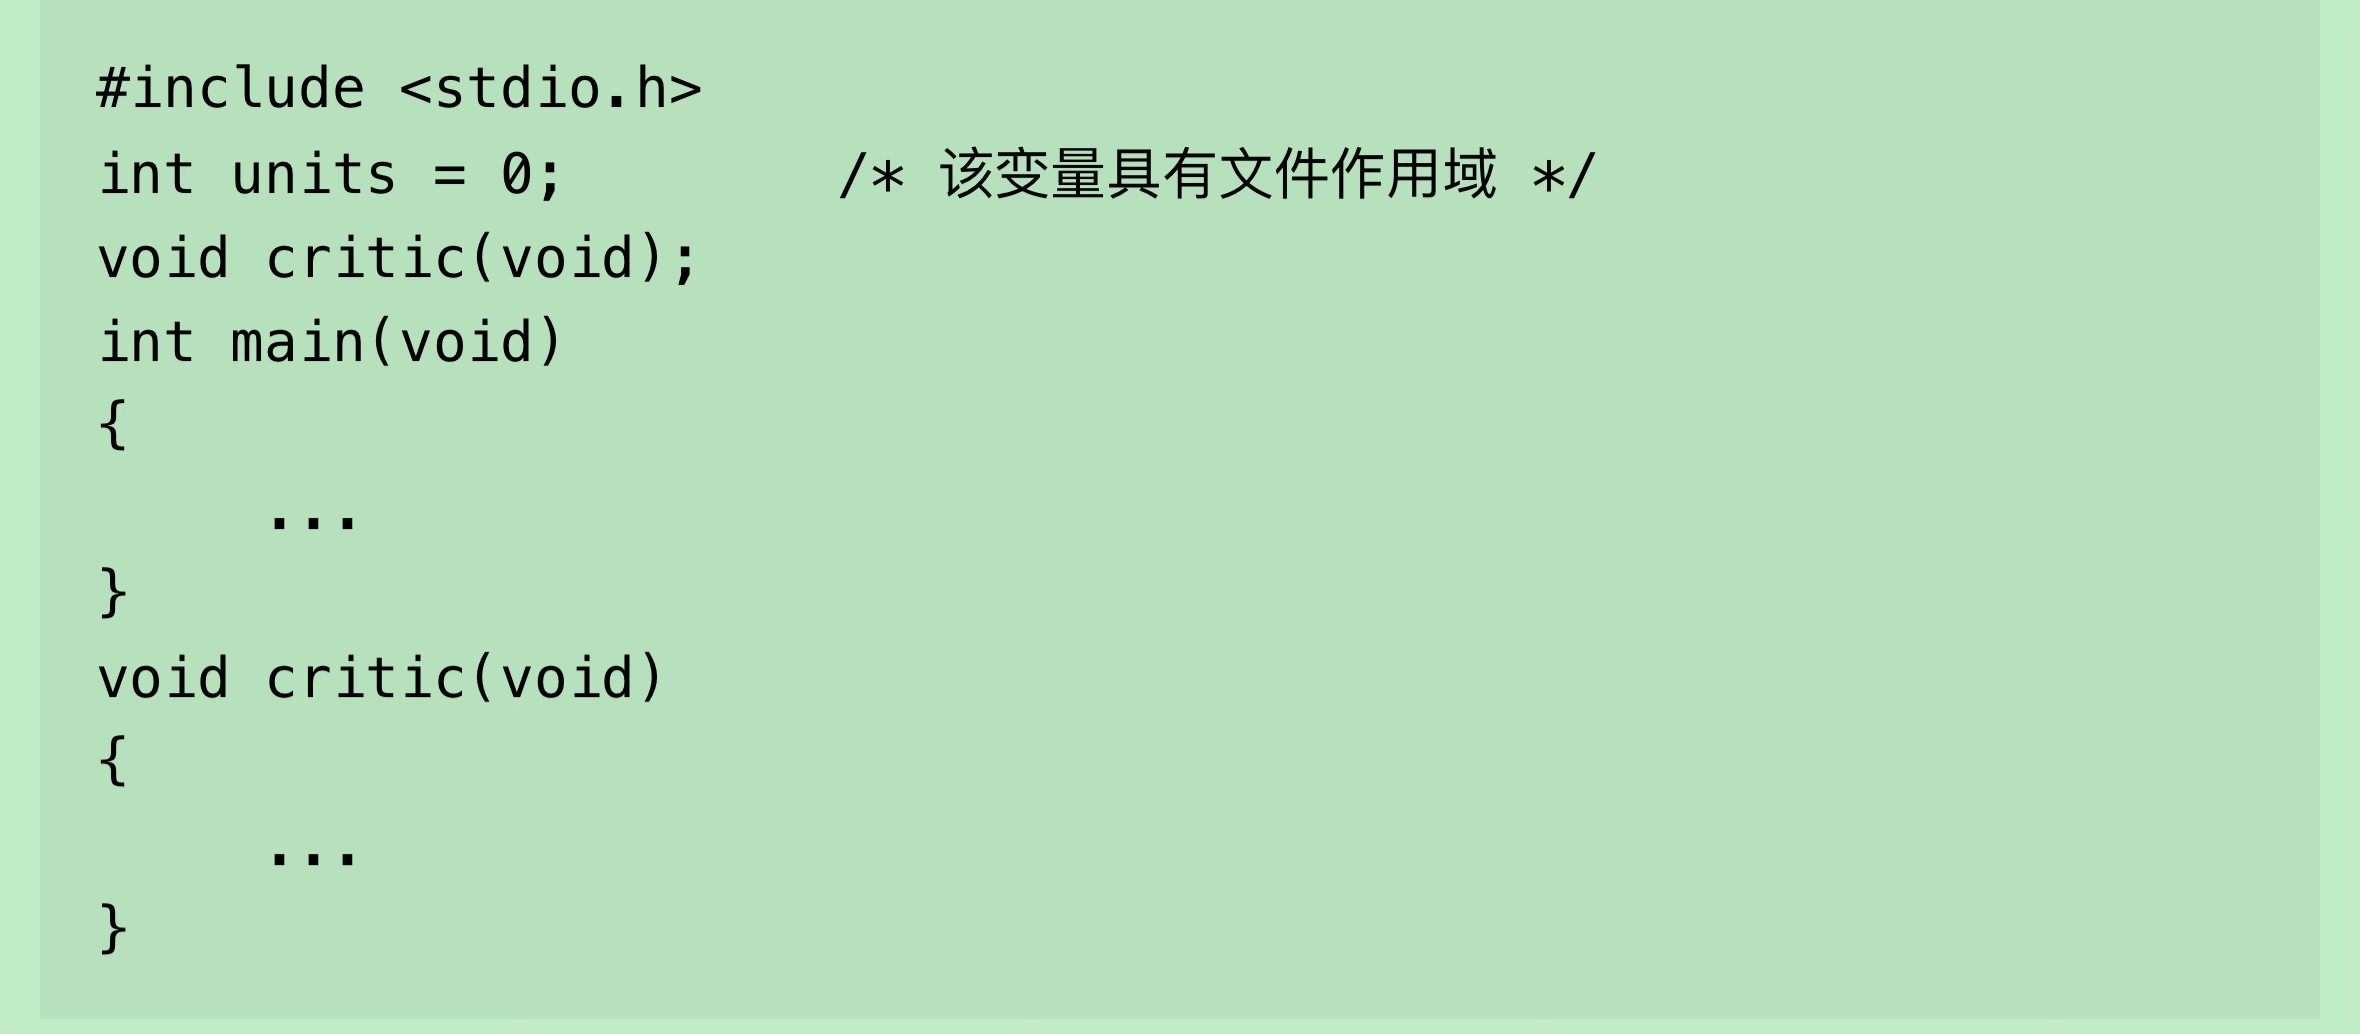 #include <stdio.h>
int units = 0;        /* 该变量具有文件作用域 */
void critic(void);
int main(void)
{
     ...
}
void critic(void)
{
     ...
}